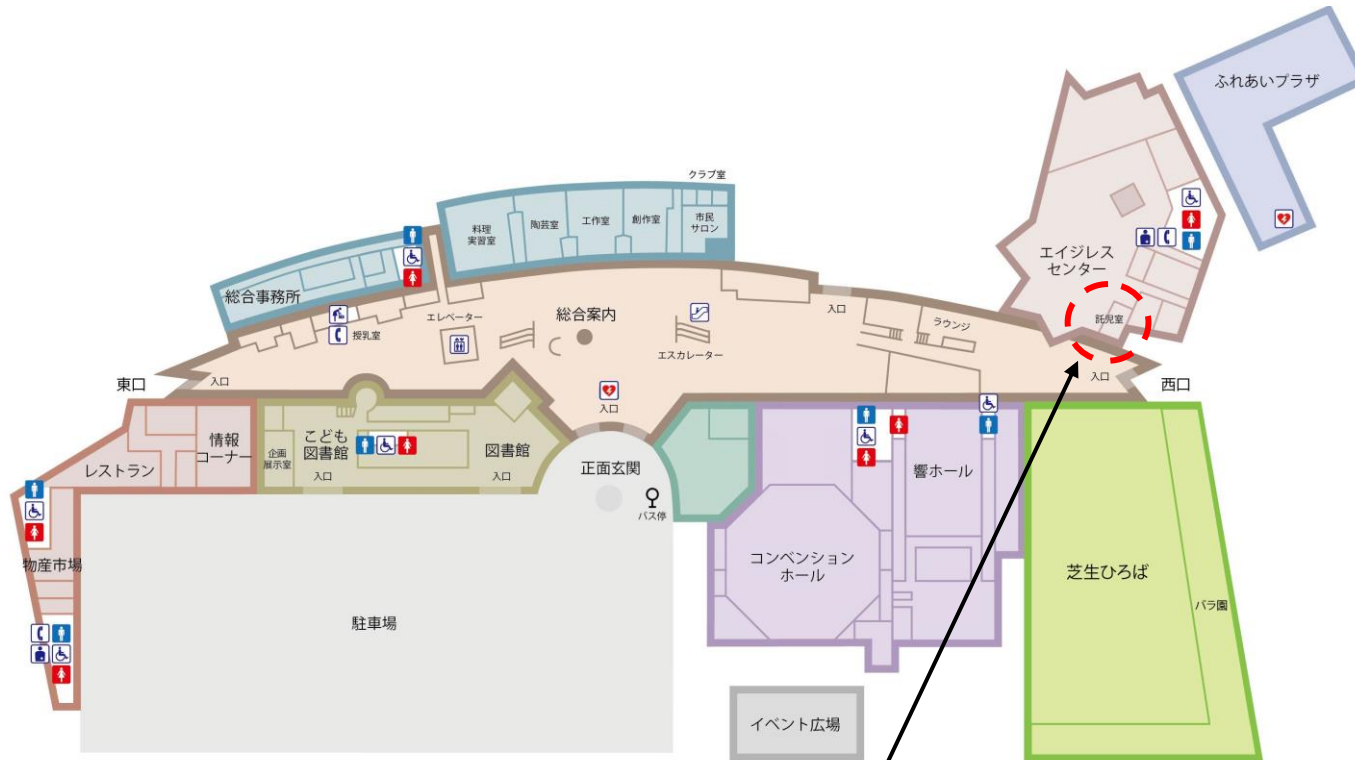 ふれあいプラザ
クラブ室
料理
実習室
陶芸室
工作室
創作室
市民
サロン
エイジレス
センター
総合事務所
託児室
授乳室
エレベーター
総合案内
エスカレーター
入口
ラウンジ
東口
入口
入口
入口
西口
情報
コーナー
レストラン
企画
展示室
こども
図書館
図書館
入口
入口
正面玄関
バス停
響ホール
物産市場
コンベンション
ホール
芝生ひろば
バラ園
駐車場
イベント広場